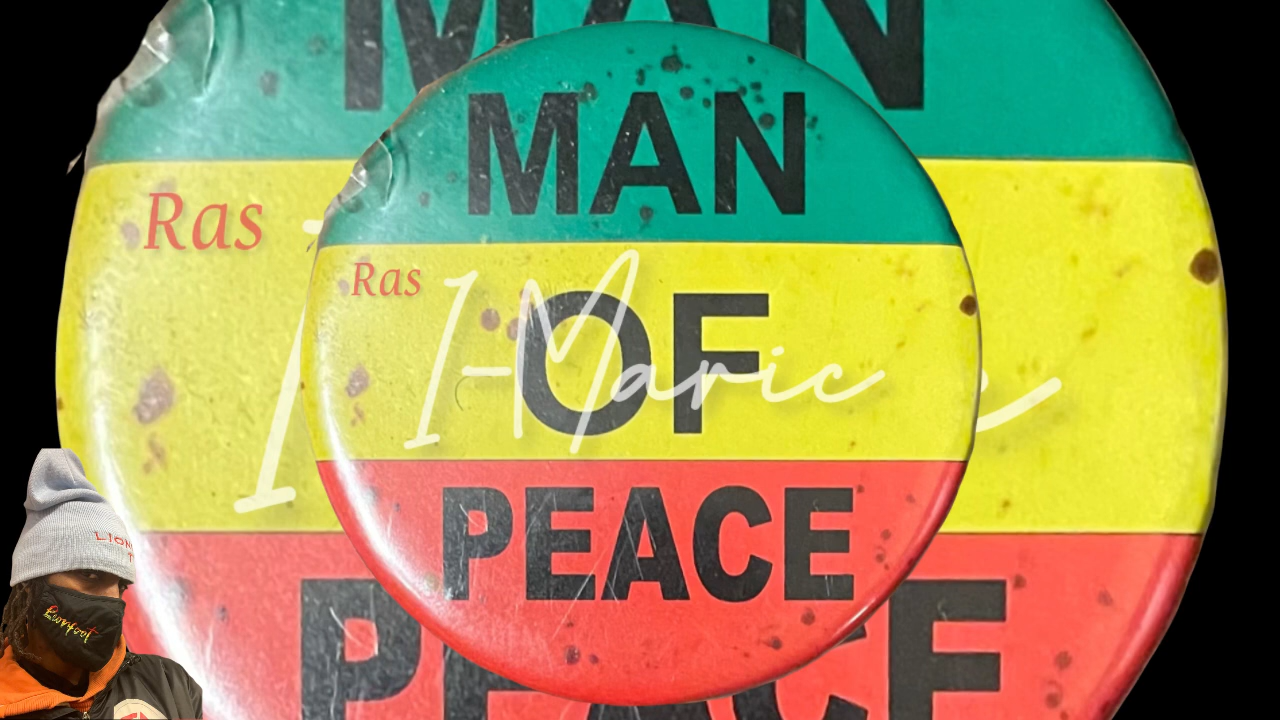 MAN
MAN
Ras
Ras
I-Maric
OF
PEACE
PEACE
LION
Barefoot